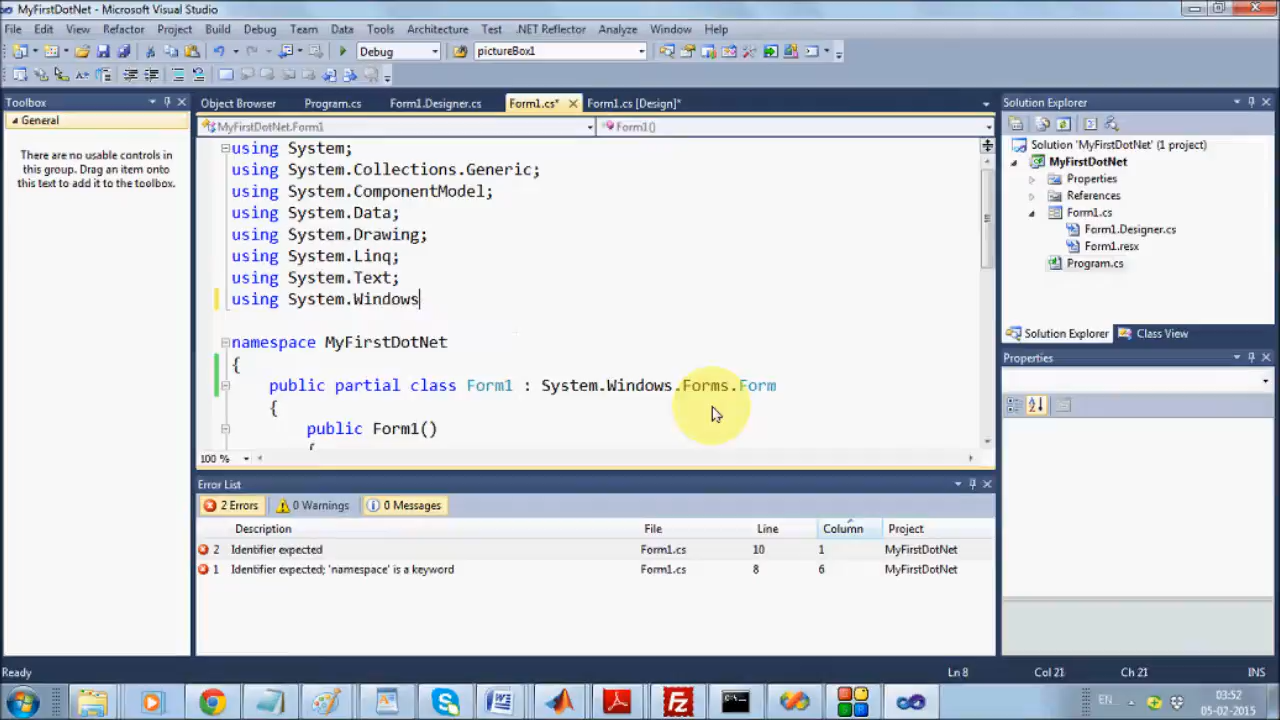 MyFirstDotNet - Microsoft Visual Studio
File Edit View Refactor Project Build Debug Team Data Tools Architecture Test .NET Reflector Analyze Window Help
Debug pictureBox1
Toolbox
General
There are no usable controls in
this group. Drag an item onto
this text to add it to the toolbox.
Object Browser Program.cs Form1.Designer.cs Form1.cs* Form1.cs [Design]*
MyFirstDotNet.Form1 Form1()
using System;
using System.Collections.Generic;
using System.ComponentModel;
using System.Data;
using System.Drawing;
using System.Linq;
using System.Text;
using System.Windows
namespace MyFirstDotNet
{
public partial class Form1 : System.Windows.Forms.Form
{
public Form1()
{
100 %
Error List
2 Errors 0 Warnings 0 Messages
Description File Line Column Project
2 Identifier expected Form1.cs 10 1 MyFirstDotNet
1 Identifier expected; 'namespace' is a keyword Form1.cs 8 6 MyFirstDotNet
Solution Explorer
Solution 'MyFirstDotNet' (1 project)
MyFirstDotNet
Properties
References
Form1.cs
Form1.Designer.cs
Form1.resx
Program.cs
Solution Explorer Class View
Properties
Ready Ln 8 Col 21 Ch 21 INS
EN
03:52
05-02-2015